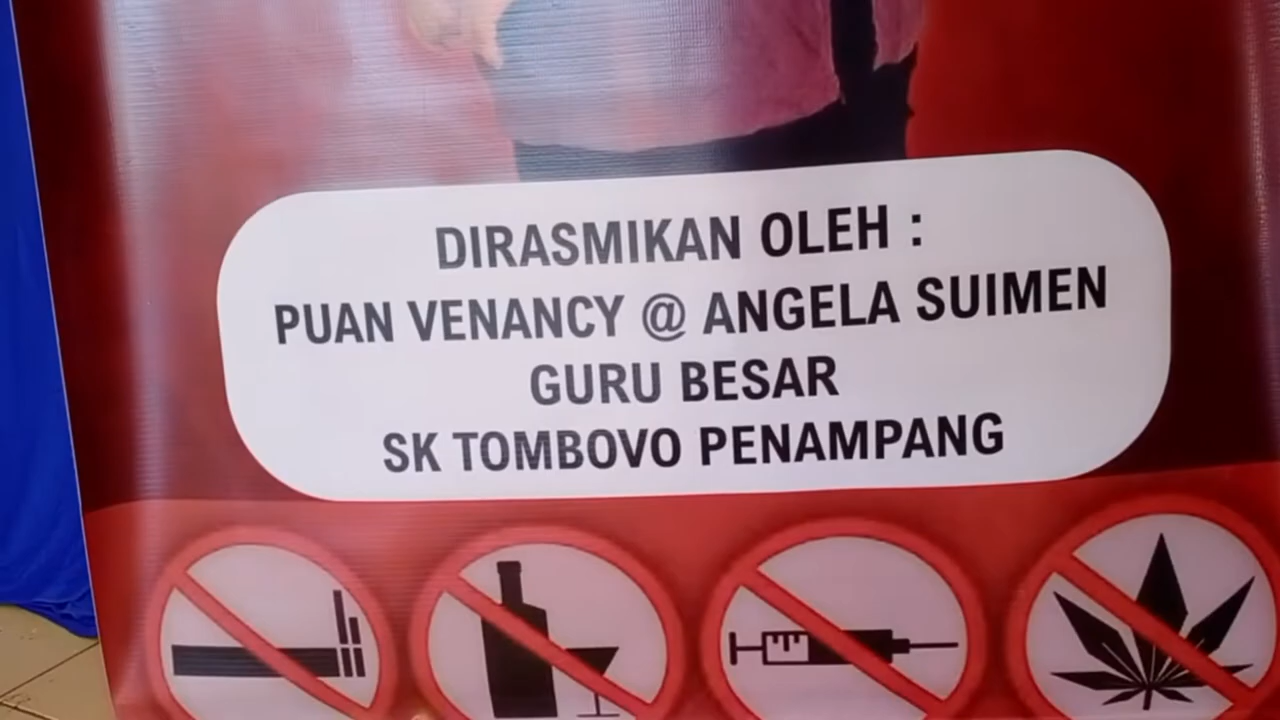 DIRASMIKAN OLEH :
PUAN VENANCY @ ANGELA SUIMEN
GURU BESAR
SK TOMBOVO PENAMPANG